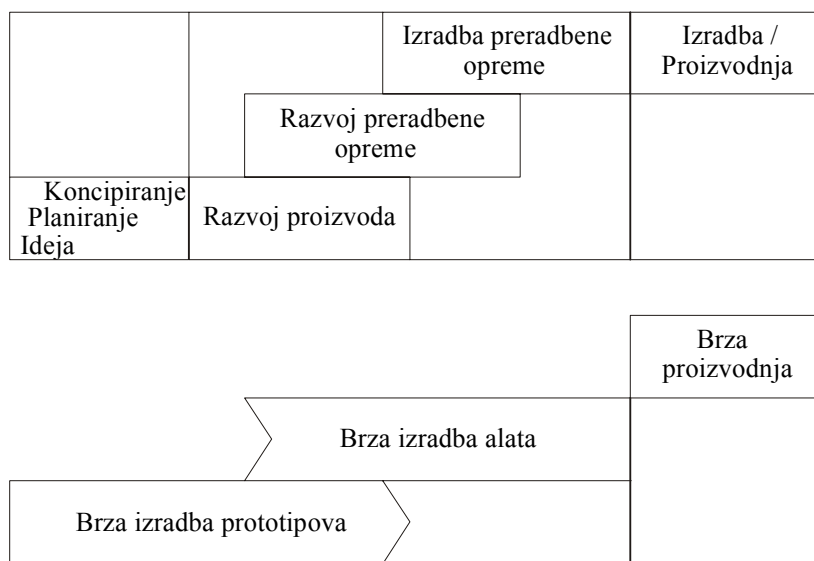 Izradba preradbene
opreme
Izradba /
Proizvodnja
Razvoj preradbene
opreme
Koncipiranje
Planiranje
Ideja
Razvoj proizvoda
Brza
proizvodnja
Brza izradba alata
Brza izradba prototipova